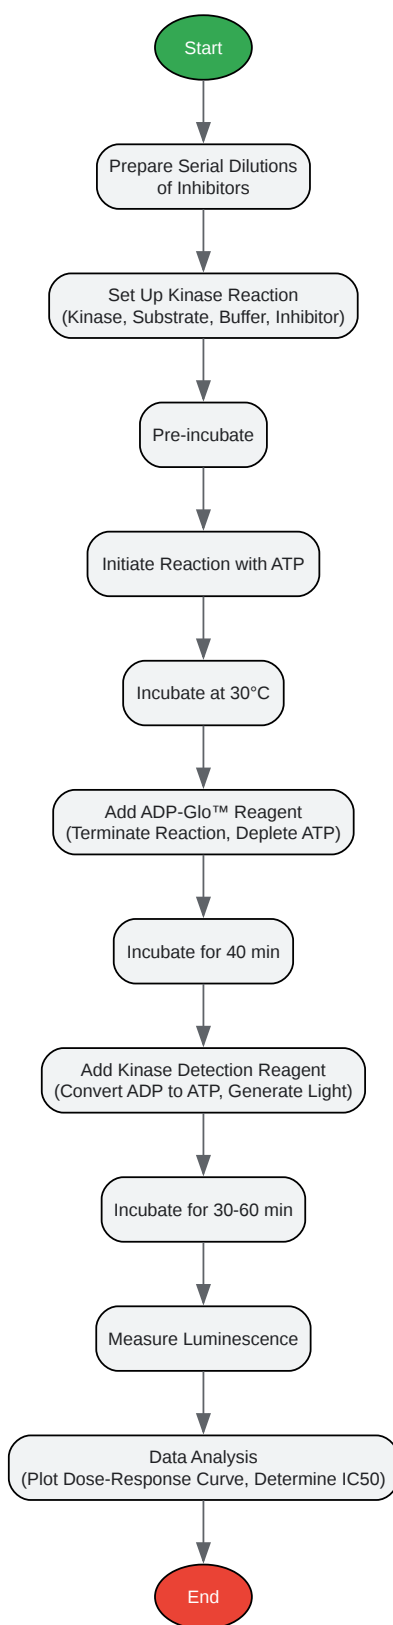 Start
Prepare Serial Dilutions
of Inhibitors
Set Up Kinase Reaction
(Kinase, Substrate, Buffer, Inhibitor)
Pre-incubate
Initiate Reaction with ATP
Incubate at 30°C
Add ADP-Glo™ Reagent
(Terminate Reaction, Deplete ATP)
Incubate for 40 min
Add Kinase Detection Reagent
(Convert ADP to ATP, Generate Light)
Incubate for 30-60 min
Measure Luminescence
Data Analysis
(Plot Dose-Response Curve, Determine IC50)
End